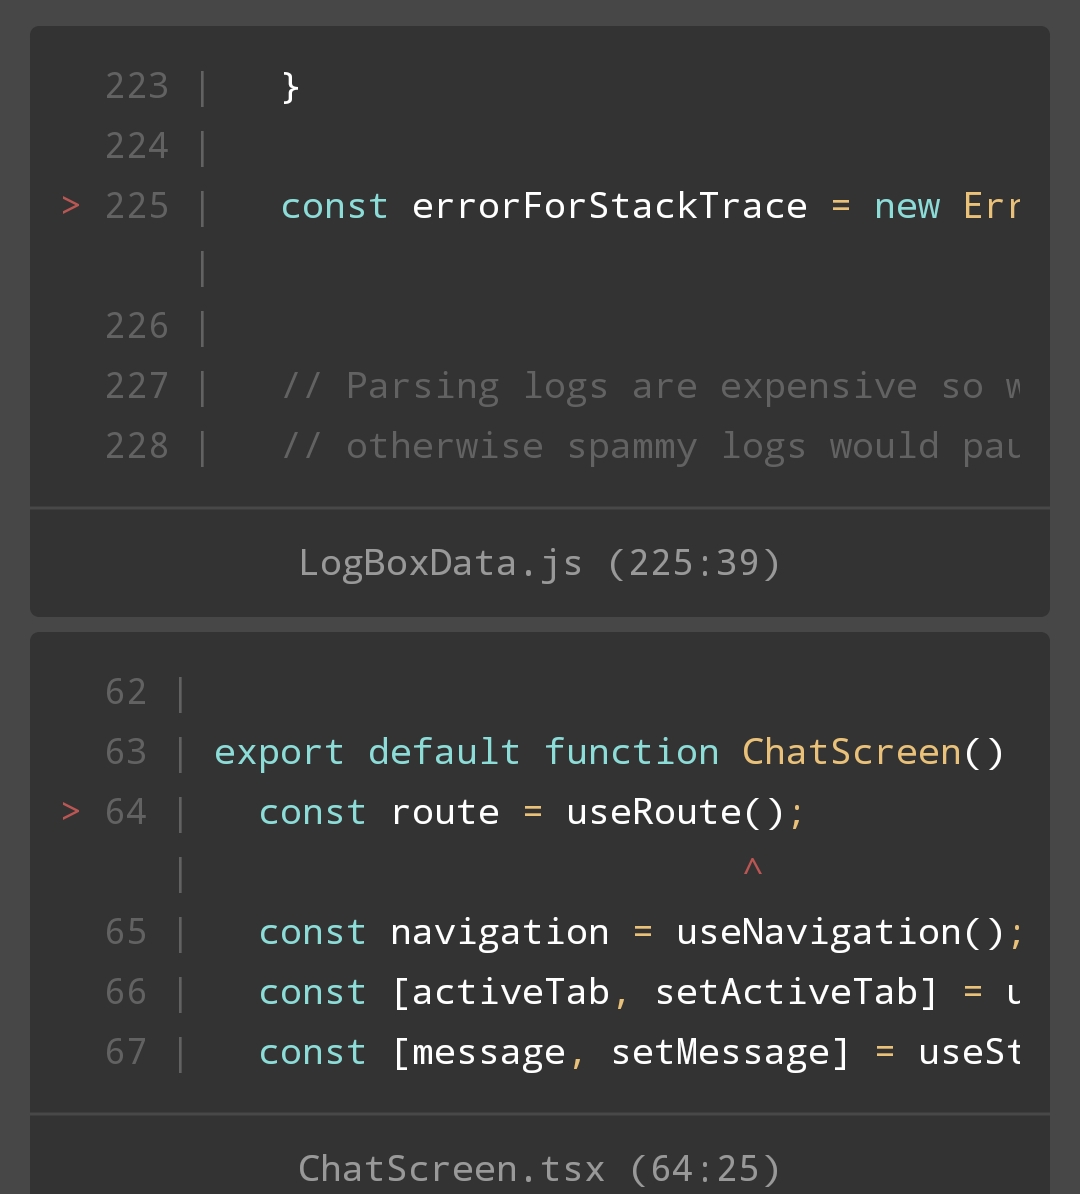 223 |   }
224 |
> 225 |   const errorForStackTrace = new Err
|
226 |
227 |   // Parsing logs are expensive so w
228 |   // otherwise spammy logs would pau
LogBoxData.js (225:39)
62 |
63 | export default function ChatScreen()
> 64 |   const route = useRoute();
|                         ^
65 |   const navigation = useNavigation();
66 |   const [activeTab, setActiveTab] = u
67 |   const [message, setMessage] = useSt
ChatScreen.tsx (64:25)